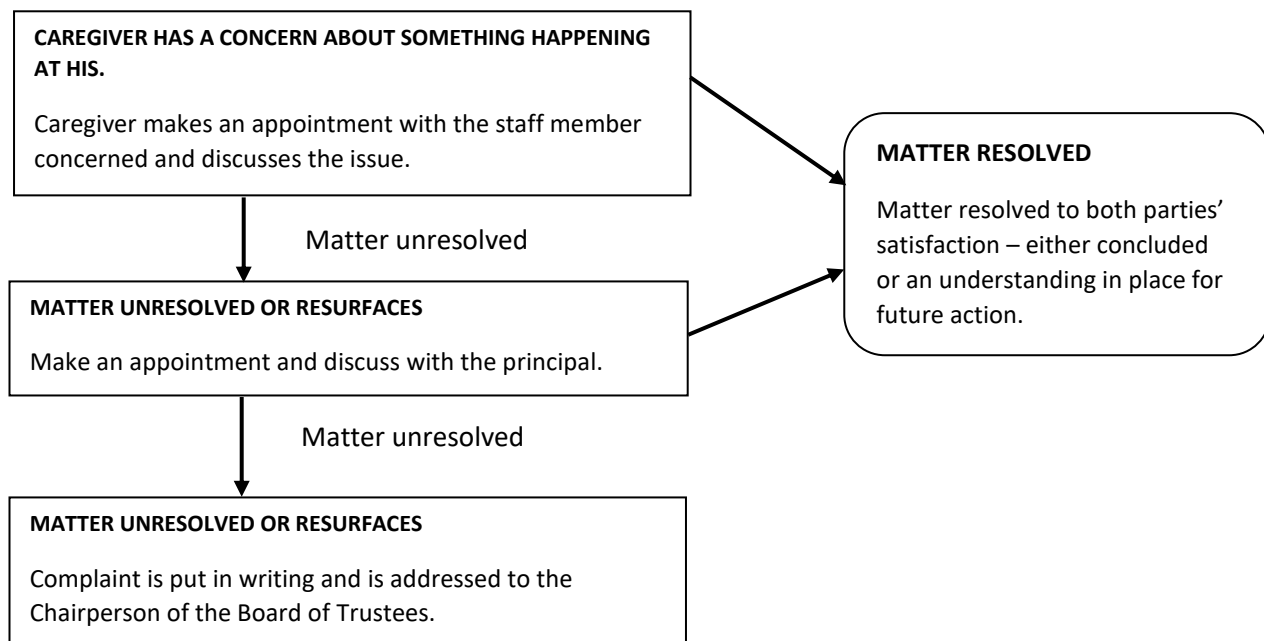 CAREGIVER HAS A CONCERN ABOUT SOMETHING HAPPENING
AT HIS.
Caregiver makes an appointment with the staff member
concerned and discusses the issue.
MATTER RESOLVED
Matter resolved to both parties’
satisfaction – either concluded
or an understanding in place for
future action.
Matter unresolved
MATTER UNRESOLVED OR RESURFACES
Make an appointment and discuss with the principal.
Matter unresolved
MATTER UNRESOLVED OR RESURFACES
Complaint is put in writing and is addressed to the
Chairperson of the Board of Trustees.